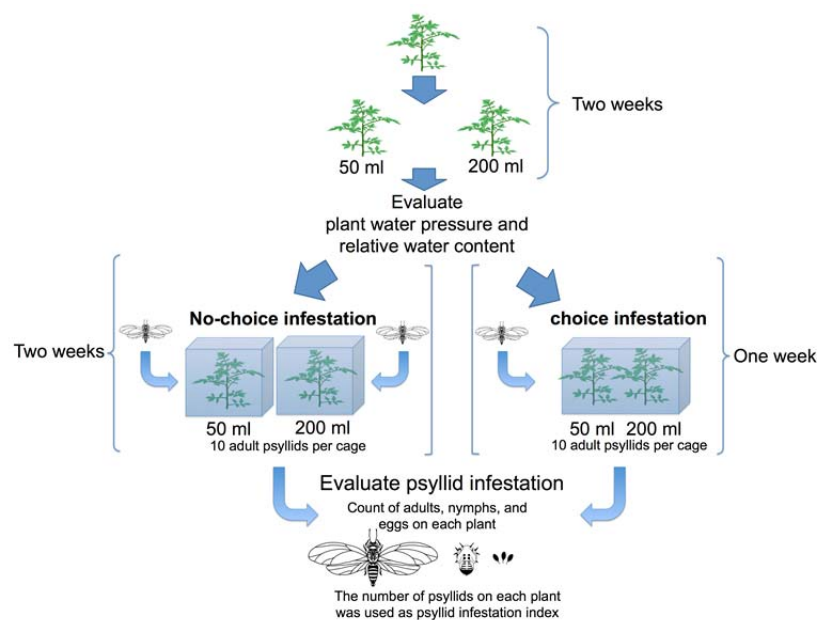 Two weeks
50 ml
200 ml
Evaluate
plant water pressure and
relative water content
No-choice infestation
choice infestation
Two weeks
One week
50 ml
200 ml
10 adult psyllids per cage
50 ml
200 ml
10 adult psyllids per cage
Evaluate psyllid infestation
Count of adults, nymphs, and
eggs on each plant
The number of psyllids on each plant
was used as psyllid infestation index